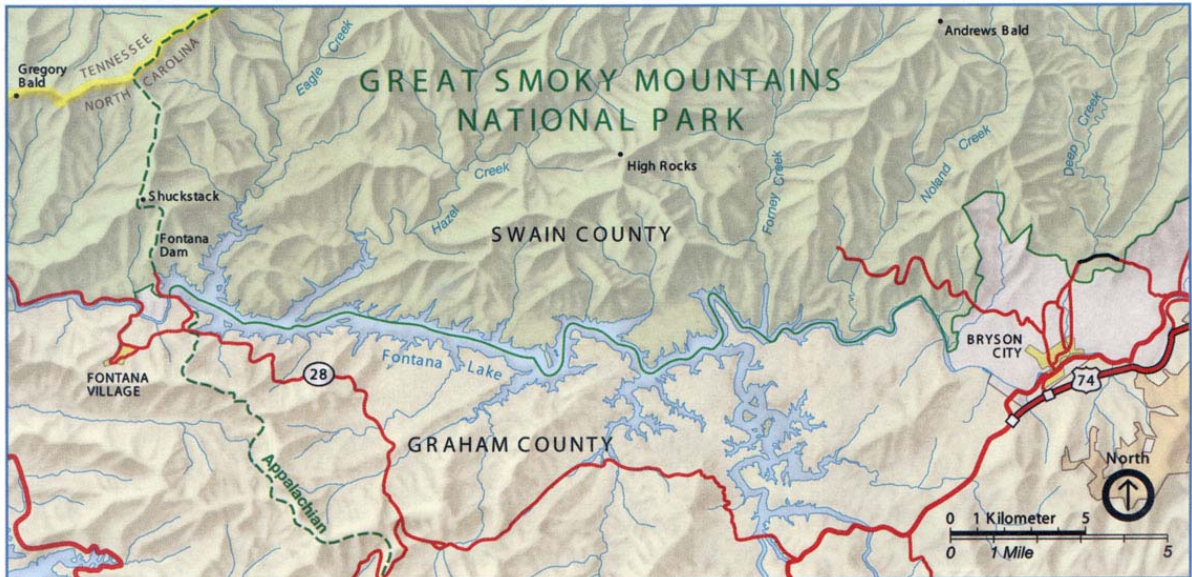 Andrews Bald
TENNESSEE
NORTH CAROLINA
Gregory
Bald
Eagle Creek
GREAT SMOKY MOUNTAINS
NATIONAL PARK
Deep Creek
Noland Creek
High Rocks
Hazel Creek
Forney Creek
Shuckstack
SWAIN COUNTY
Fontana
Dam
BRYSON
CITY
Fontana Lake
FONTANA
VILLAGE
28
74
GRAHAM COUNTY
Appalachian
North
0 1 Kilometer 5
0 1 Mile 5